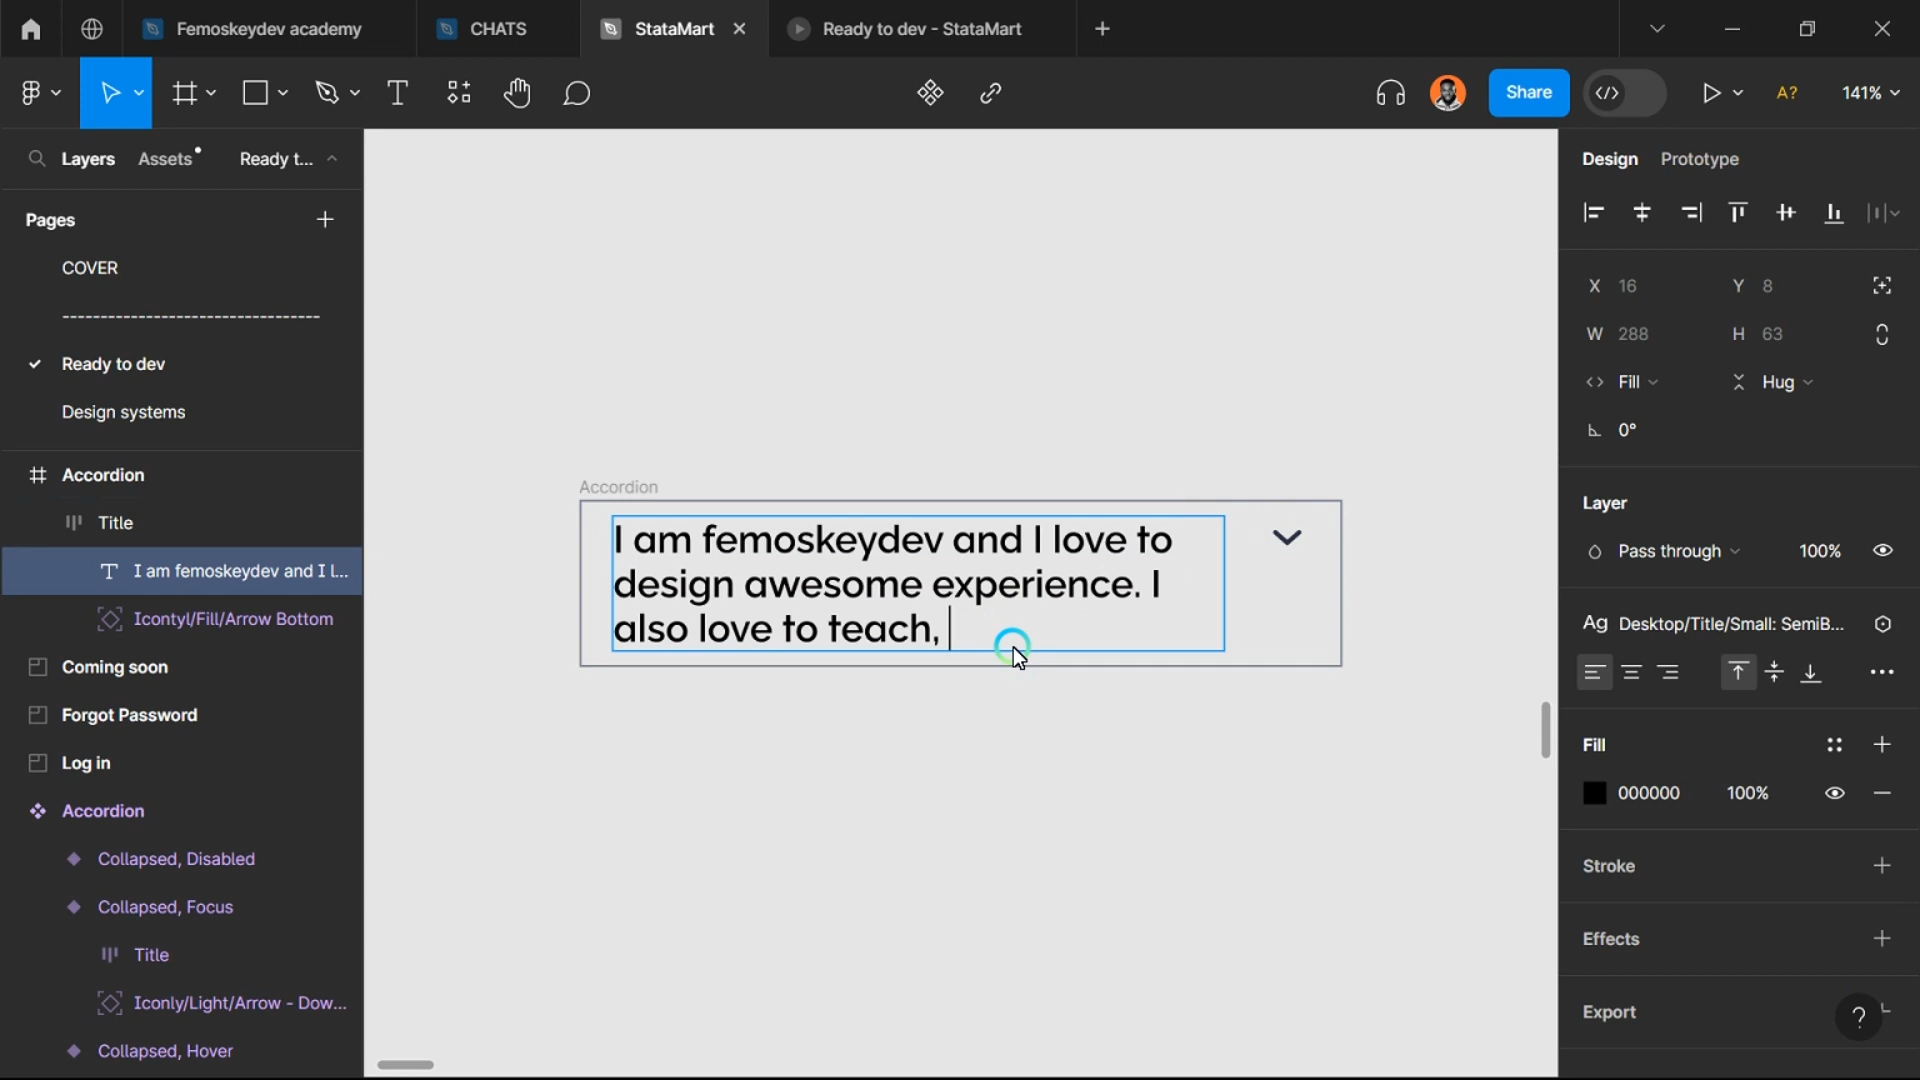 Femoskeydev academy
CHATS
StataMart
Ready to dev - StataMart
Share
A?
141%
Layers
Assets
Ready t...
Design
Prototype
Pages
COVER
----------------------------------
Ready to dev
Design systems
X 16
Y 8
W 288
H 63
Fill
Hug
0°
Accordion
Title
I am femoskeydev and I l...
Icontyl/Fill/Arrow Bottom
Coming soon
Forgot Password
Log in
Accordion
Collapsed, Disabled
Collapsed, Focus
Title
Iconly/Light/Arrow - Dow...
Collapsed, Hover
Accordion
I am femoskeydev and I love to
design awesome experience. I
also love to teach,
Layer
Pass through
100%
Ag
Desktop/Title/Small: SemiB...
Fill
000000
100%
Stroke
Effects
Export
?